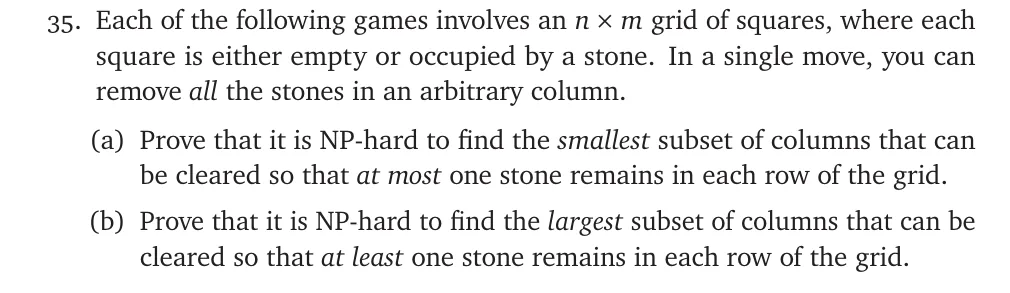 35. Each of the following games involves an n × m grid of squares, where each
square is either empty or occupied by a stone. In a single move, you can
remove all the stones in an arbitrary column.
(a) Prove that it is NP-hard to find the smallest subset of columns that can
be cleared so that at most one stone remains in each row of the grid.
(b) Prove that it is NP-hard to find the largest subset of columns that can be
cleared so that at least one stone remains in each row of the grid.